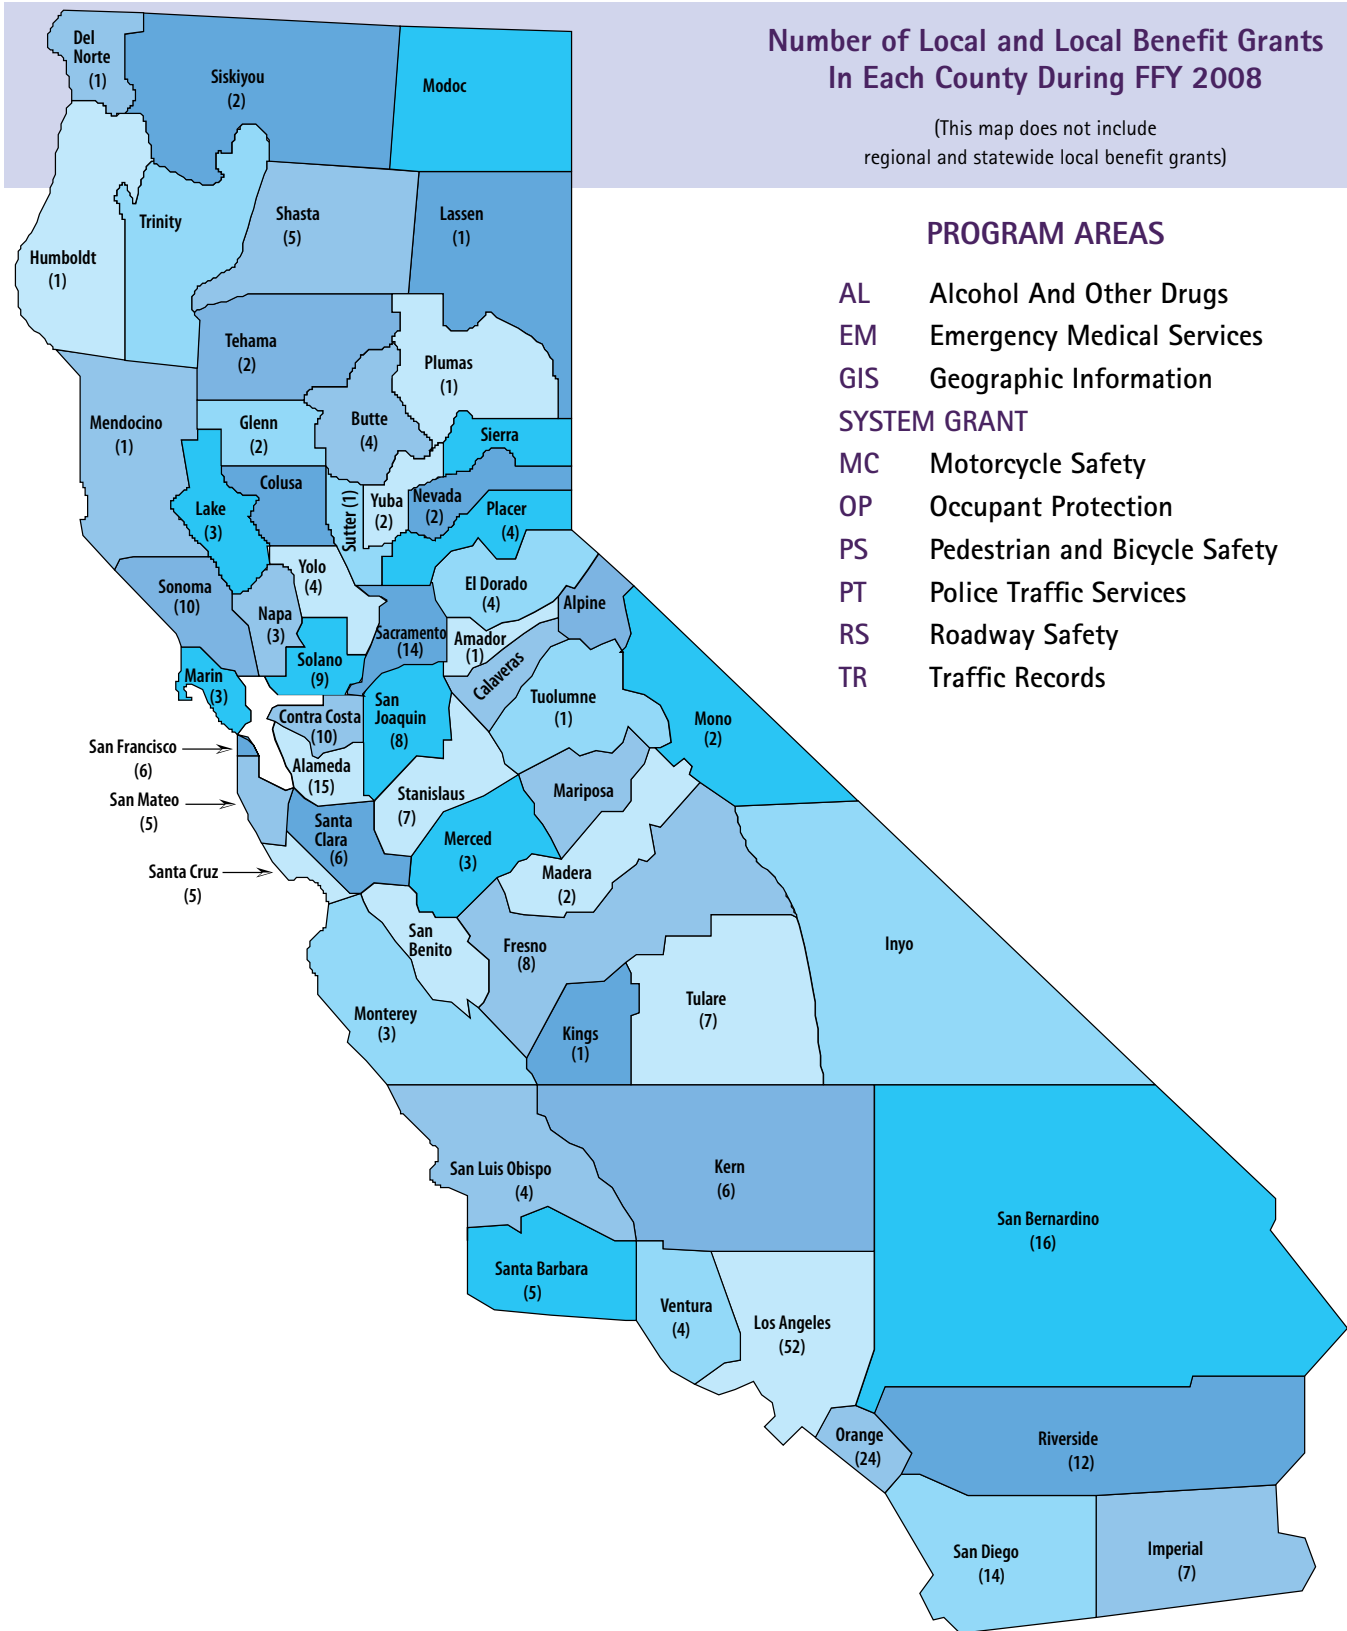 Number of Local and Local Benefit Grants
In Each County During FFY 2008
(This map does not include
regional and statewide local benefit grants)
PROGRAM AREAS
AL Alcohol And Other Drugs
EM Emergency Medical Services
GIS Geographic Information
SYSTEM GRANT
MC Motorcycle Safety
OP Occupant Protection
PS Pedestrian and Bicycle Safety
PT Police Traffic Services
RS Roadway Safety
TR Traffic Records
Del
Norte
(1)
Siskiyou
(2)
Modoc
Humboldt
(1)
Trinity
Shasta
(5)
Lassen
(1)
Tehama
(2)
Plumas
(1)
Mendocino
(1)
Glenn
(2)
Butte
(4)
Sierra
Lake
(3)
Colusa
Sutter (1)
Yuba
(2)
Nevada
(2)
Placer
(4)
Sonoma
(10)
Napa
(3)
Yolo
(4)
El Dorado
(4)
Alpine
Sacramento
(14)
Amador
(1)
Calaveras
Marin
(3)
Solano
(9)
Contra Costa
(10)
San
Joaquin
(8)
Tuolumne
(1)
Mono
(2)
San Francisco
(6)
Alameda
(15)
San Mateo
(5)
Stanislaus
(7)
Mariposa
Santa
Clara
(6)
Merced
(3)
Madera
(2)
Santa Cruz
(5)
San
Benito
Fresno
(8)
Inyo
Monterey
(3)
Kings
(1)
Tulare
(7)
San Luis Obispo
(4)
Kern
(6)
San Bernardino
(16)
Santa Barbara
(5)
Ventura
(4)
Los Angeles
(52)
Orange
(24)
Riverside
(12)
San Diego
(14)
Imperial
(7)